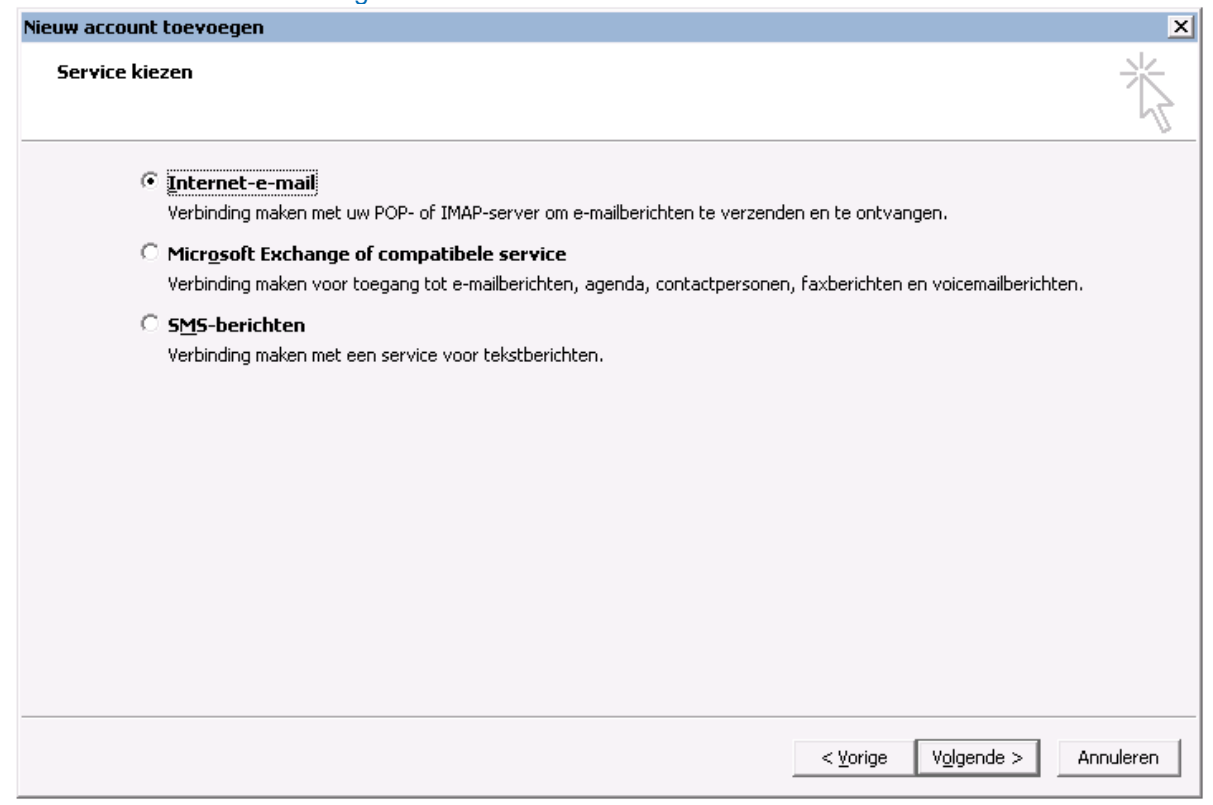 Nieuw account toevoegen
Service kiezen
Internet-e-mail
Verbinding maken met uw POP- of IMAP-server om e-mailberichten te verzenden en te ontvangen.
Microsoft Exchange of compatibele service
Verbinding maken voor toegang tot e-mailberichten, agenda, contactpersonen, faxberichten en voicemailberichten.
SMS-berichten
Verbinding maken met een service voor tekstberichten.
< Vorige Volgende > Annuleren